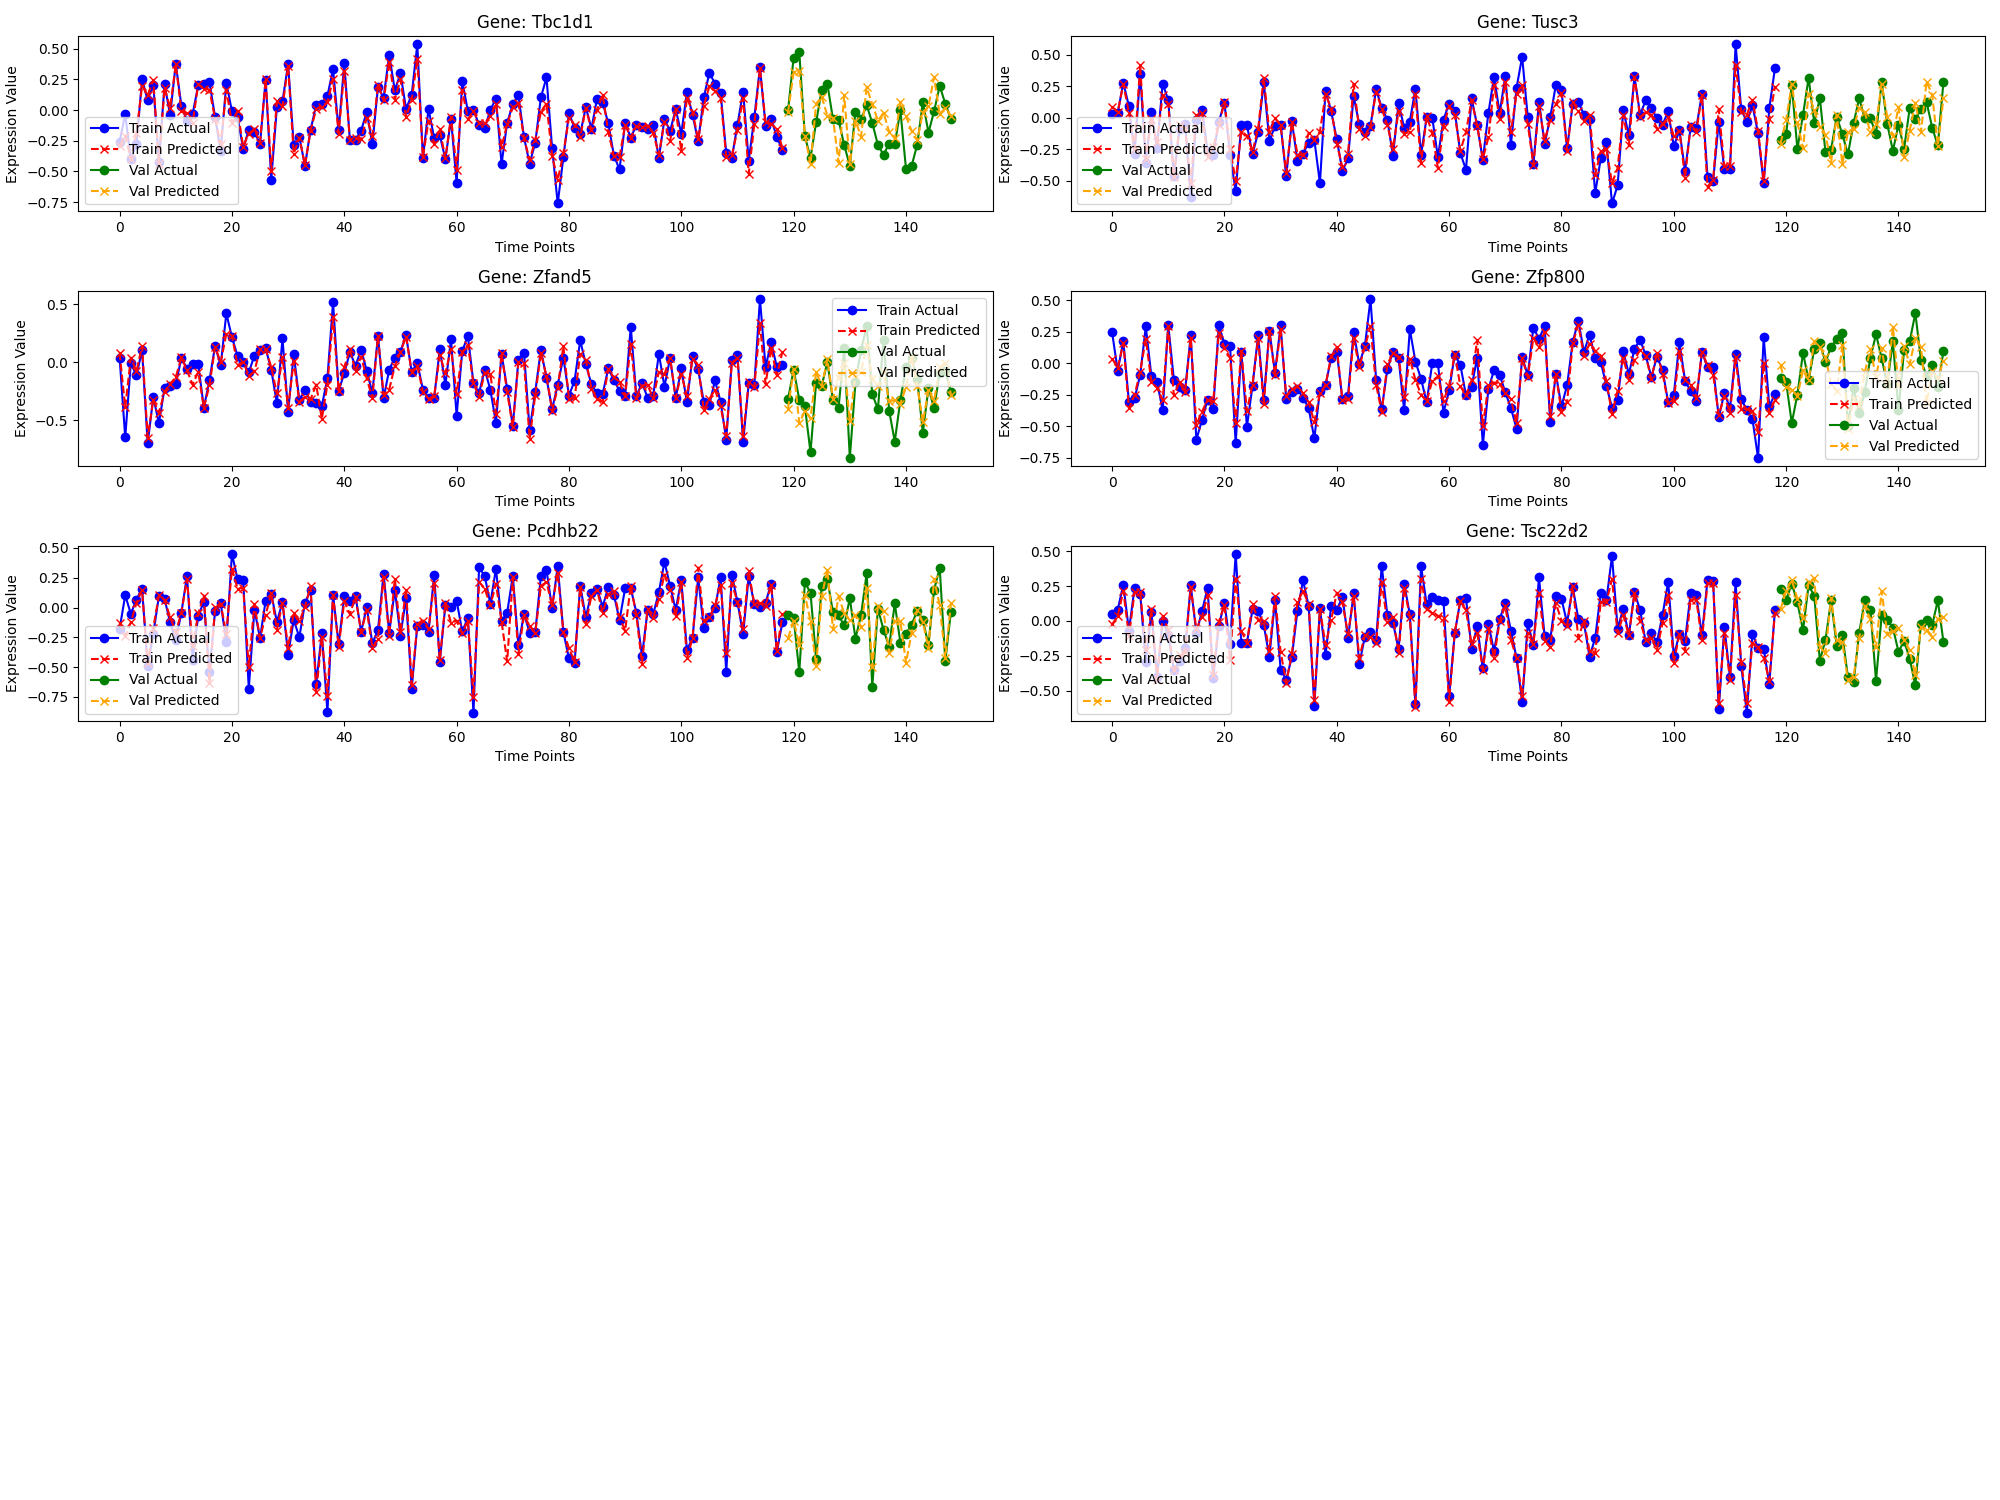 Gene: Tbc1d1
Expression Value
0.50
0.25
0.00
−0.25
−0.50
−0.75
Train Actual
Train Predicted
Val Actual
Val Predicted
0 20 40 60 80 100 120 140
Time Points
Gene: Tusc3
Expression Value
0.50
0.25
0.00
−0.25
−0.50
Train Actual
Train Predicted
Val Actual
Val Predicted
0 20 40 60 80 100 120 140
Time Points
Gene: Zfand5
Expression Value
0.5
0.0
−0.5
Train Actual
Train Predicted
Val Actual
Val Predicted
0 20 40 60 80 100 120 140
Time Points
Gene: Zfp800
Expression Value
0.50
0.25
0.00
−0.25
−0.50
−0.75
Train Actual
Train Predicted
Val Actual
Val Predicted
0 20 40 60 80 100 120 140
Time Points
Gene: Pcdhb22
Expression Value
0.50
0.25
0.00
−0.25
−0.50
−0.75
Train Actual
Train Predicted
Val Actual
Val Predicted
0 20 40 60 80 100 120 140
Time Points
Gene: Tsc22d2
Expression Value
0.50
0.25
0.00
−0.25
−0.50
Train Actual
Train Predicted
Val Actual
Val Predicted
0 20 40 60 80 100 120 140
Time Points